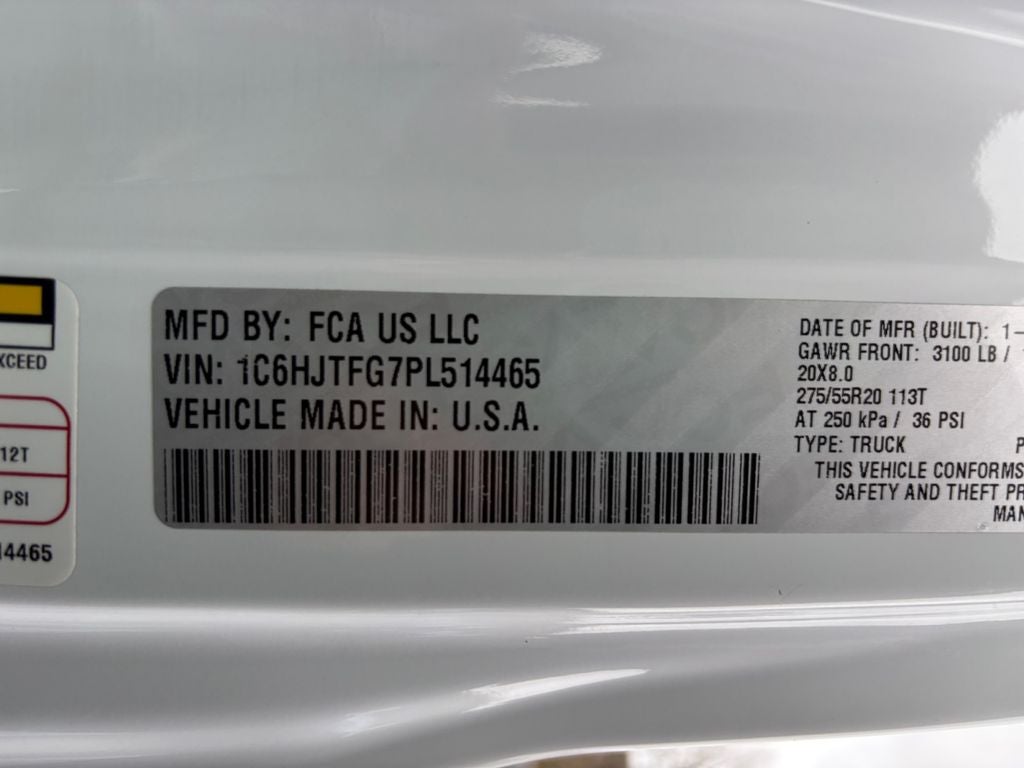 XCEED
12T
PSI
14465
MFD BY: FCA US LLC
VIN: 1C6HJTFG7PL514465
VEHICLE MADE IN: U.S.A.
DATE OF MFR (BUILT): 1-
GAWR FRONT: 3100 LB /
20X8.0
275/55R20 113T
AT 250 kPa / 36 PSI
TYPE: TRUCK P
THIS VEHICLE CONFORMS
SAFETY AND THEFT PR
MAN